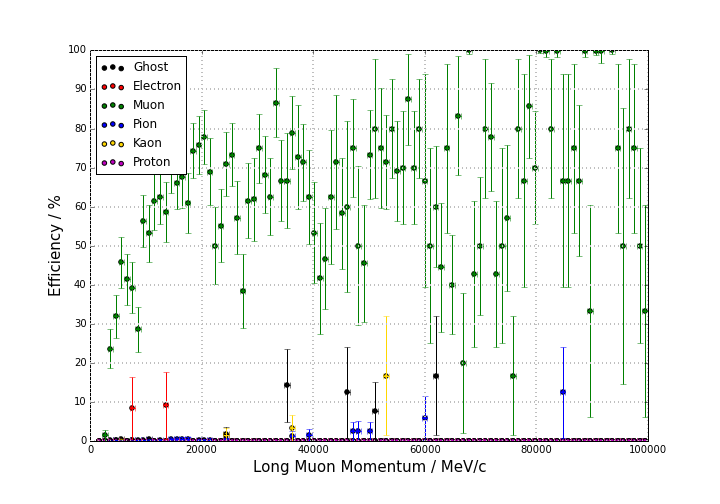 100
90
80
70
60
50
40
30
20
10
0
Efficiency / %
Ghost
Electron
Muon
Pion
Kaon
Proton
0 20000 40000 60000 80000 100000
Long Muon Momentum / MeV/c